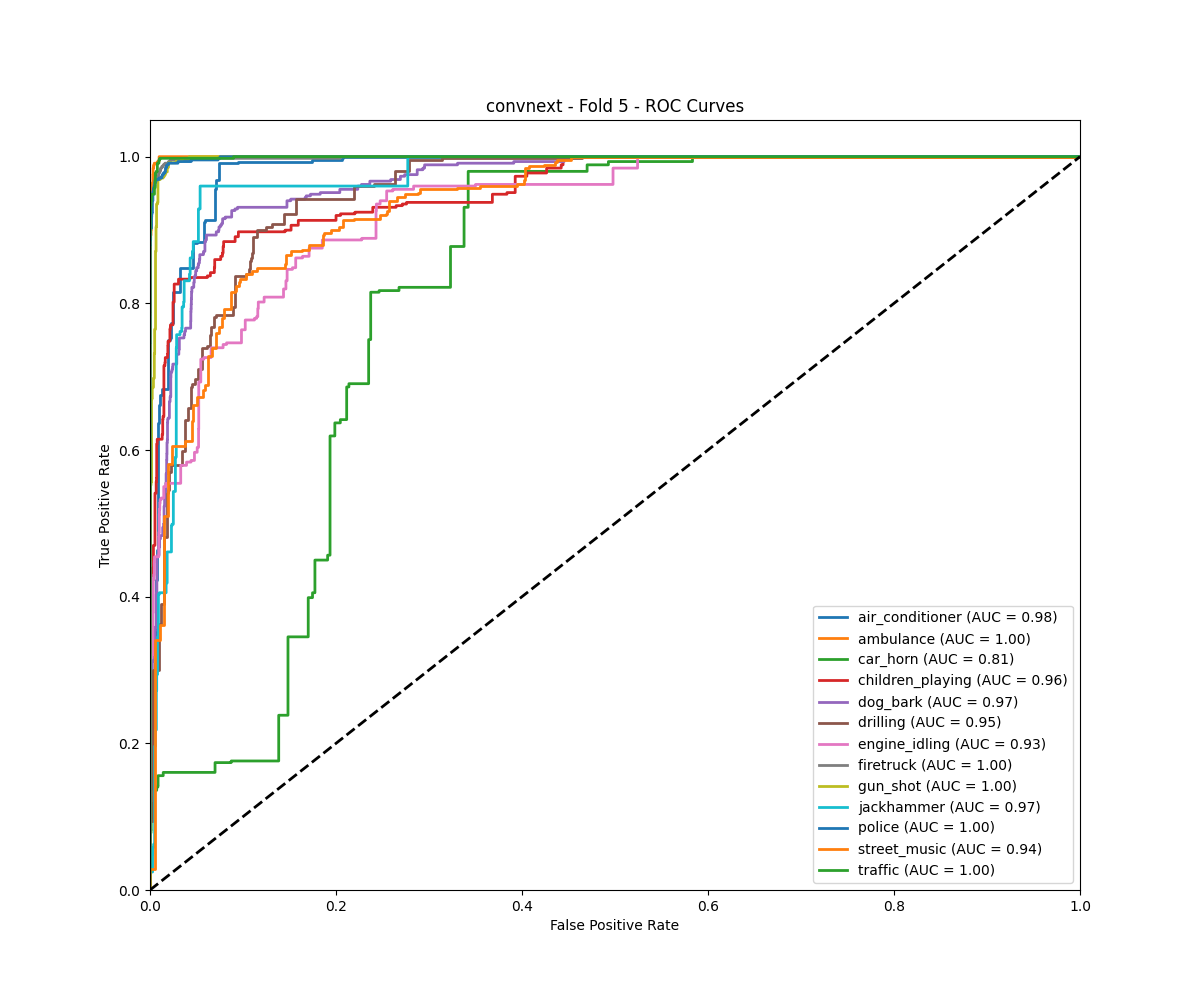 convnext - Fold 5 - ROC Curves
1.0
0.8
0.6
0.4
0.2
0.0
True Positive Rate
air_conditioner (AUC = 0.98)
ambulance (AUC = 1.00)
car_horn (AUC = 0.81)
children_playing (AUC = 0.96)
dog_bark (AUC = 0.97)
drilling (AUC = 0.95)
engine_idling (AUC = 0.93)
firetruck (AUC = 1.00)
gun_shot (AUC = 1.00)
jackhammer (AUC = 0.97)
police (AUC = 1.00)
street_music (AUC = 0.94)
traffic (AUC = 1.00)
0.0 0.2 0.4 0.6 0.8 1.0
False Positive Rate